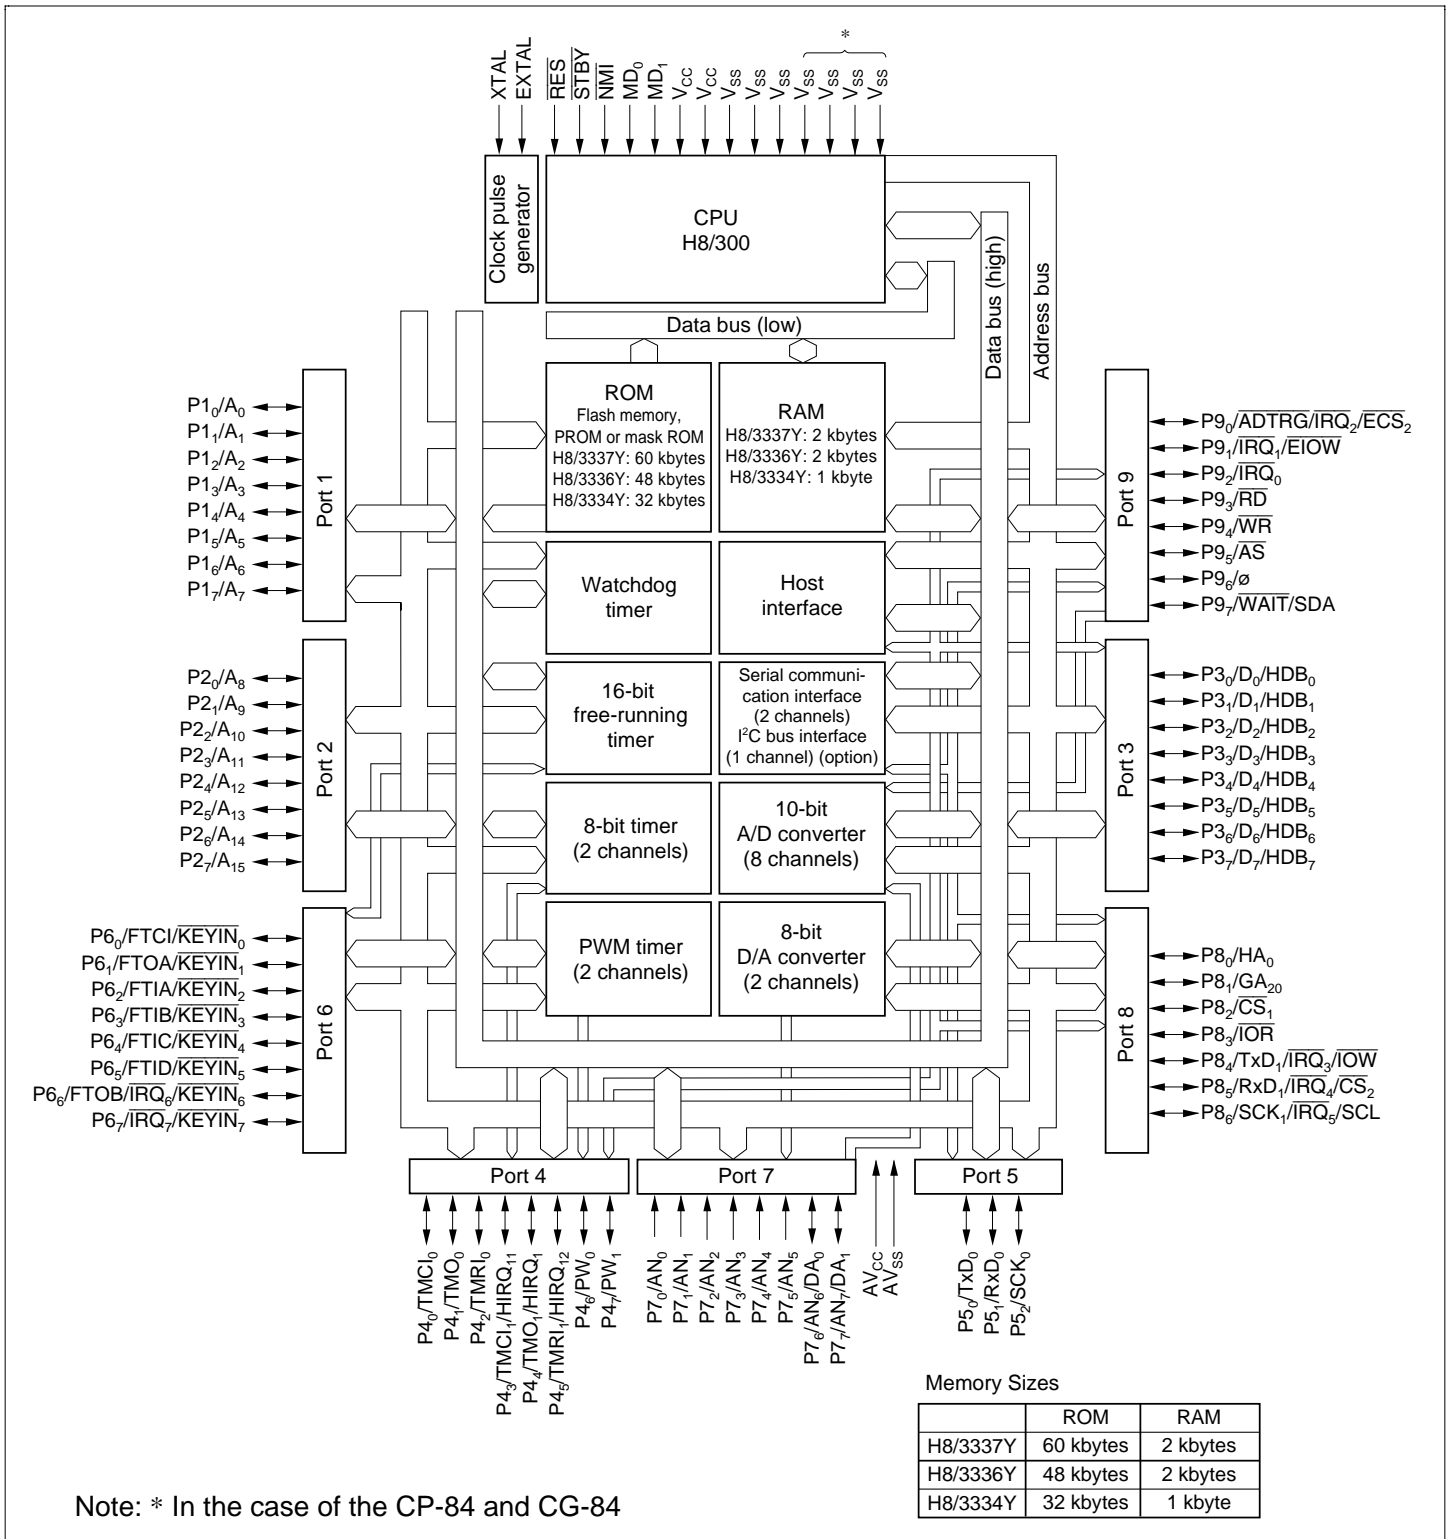 *
XTAL
EXTAL
RES
STBY
NMI
MD0
MD1
VCC
VCC
VSS
VSS
VSS
VSS
VSS
VSS
VSS
Clock pulse
generator
CPU
H8/300
Data bus (low)
Data bus (high)
Address bus
ROM
Flash memory,
PROM or mask ROM
H8/3337Y: 60 kbytes
H8/3336Y: 48 kbytes
H8/3334Y: 32 kbytes
RAM
H8/3337Y: 2 kbytes
H8/3336Y: 2 kbytes
H8/3334Y: 1 kbyte
Watchdog
timer
Host
interface
16-bit
free-running
timer
Serial communi-
cation interface
(2 channels)
I²C bus interface
(1 channel) (option)
8-bit timer
(2 channels)
10-bit
A/D converter
(8 channels)
PWM timer
(2 channels)
8-bit
D/A converter
(2 channels)
P10/A0
P11/A1
P12/A2
P13/A3
P14/A4
P15/A5
P16/A6
P17/A7
Port 1
P20/A8
P21/A9
P22/A10
P23/A11
P24/A12
P25/A13
P26/A14
P27/A15
Port 2
P60/FTCI/KEYIN0
P61/FTOA/KEYIN1
P62/FTIA/KEYIN2
P63/FTIB/KEYIN3
P64/FTIC/KEYIN4
P65/FTID/KEYIN5
P66/FTOB/IRQ6/KEYIN6
P67/IRQ7/KEYIN7
Port 6
Port 9
P90/ADTRG/IRQ2/ECS2
P91/IRQ1/EIOW
P92/IRQ0
P93/RD
P94/WR
P95/AS
P96/ø
P97/WAIT/SDA
Port 3
P30/D0/HDB0
P31/D1/HDB1
P32/D2/HDB2
P33/D3/HDB3
P34/D4/HDB4
P35/D5/HDB5
P36/D6/HDB6
P37/D7/HDB7
Port 8
P80/HA0
P81/GA20
P82/CS1
P83/IOR
P84/TxD1/IRQ3/IOW
P85/RxD1/IRQ4/CS2
P86/SCK1/IRQ5/SCL
Port 4
P40/TMCI0
P41/TMO0
P42/TMRI0
P43/TMCI1/HIRQ11
P44/TMO1/HIRQ1
P45/TMRI1/HIRQ12
P46/PW0
P47/PW1
Port 7
P70/AN0
P71/AN1
P72/AN2
P73/AN3
P74/AN4
P75/AN5
P76/AN6/DA0
P77/AN7/DA1
AVCC
AVSS
Port 5
P50/TxD0
P51/RxD0
P52/SCK0
Memory Sizes
ROM RAM
H8/3337Y 60 kbytes 2 kbytes
H8/3336Y 48 kbytes 2 kbytes
H8/3334Y 32 kbytes 1 kbyte
Note: * In the case of the CP-84 and CG-84